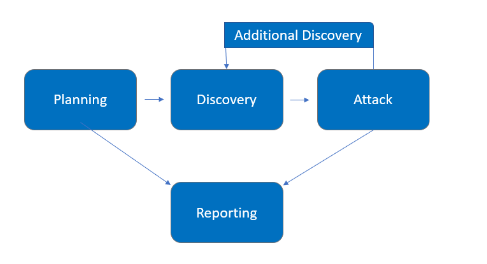 Additional Discovery
Planning
Discovery
Attack
Reporting